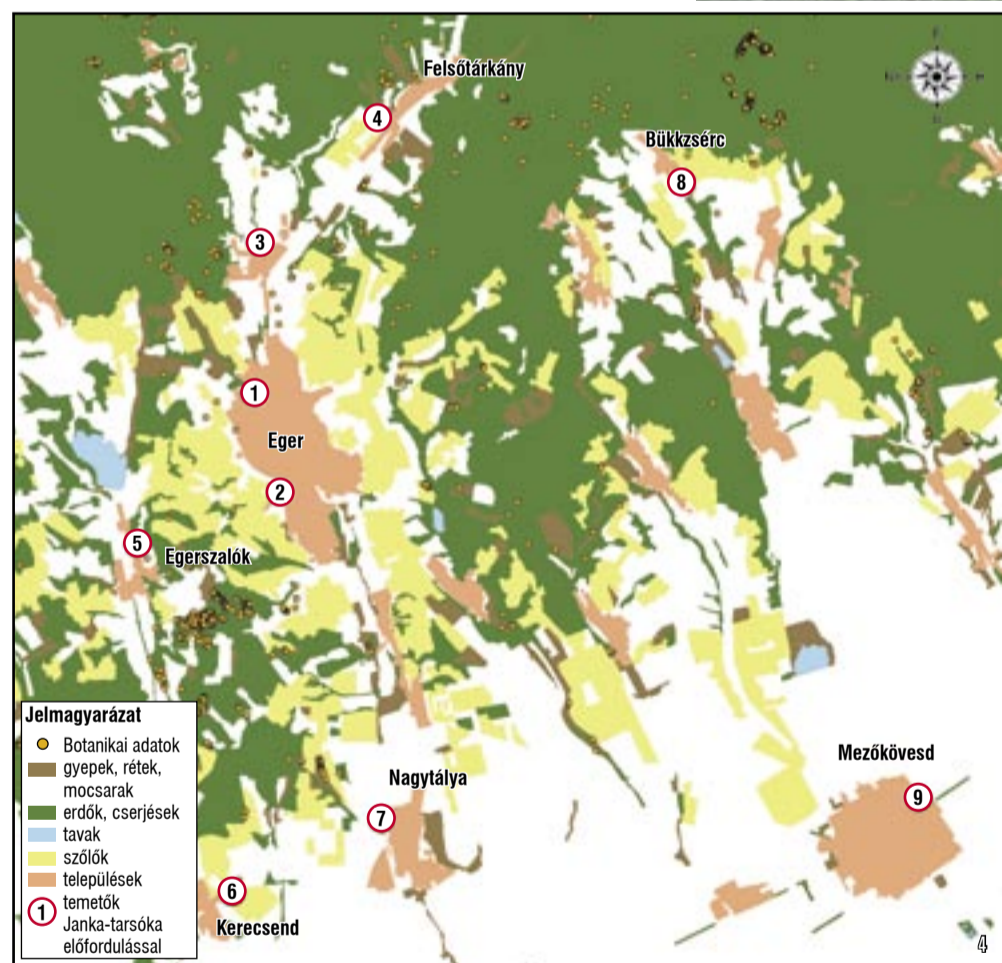 Felsőtárkány
4
Bükkzsérc
8
3
1
Eger
2
5
Egerszalók
Jelmagyarázat
Botanikai adatok
gyepek, rétek,
mocsarak
erdők, cserjések
tavak
szőlők
települések
1
temetők
Janka-tarsóka
előfordulással
Nagytálya
7
6
Kerecsend
Mezőkövesd
9
4